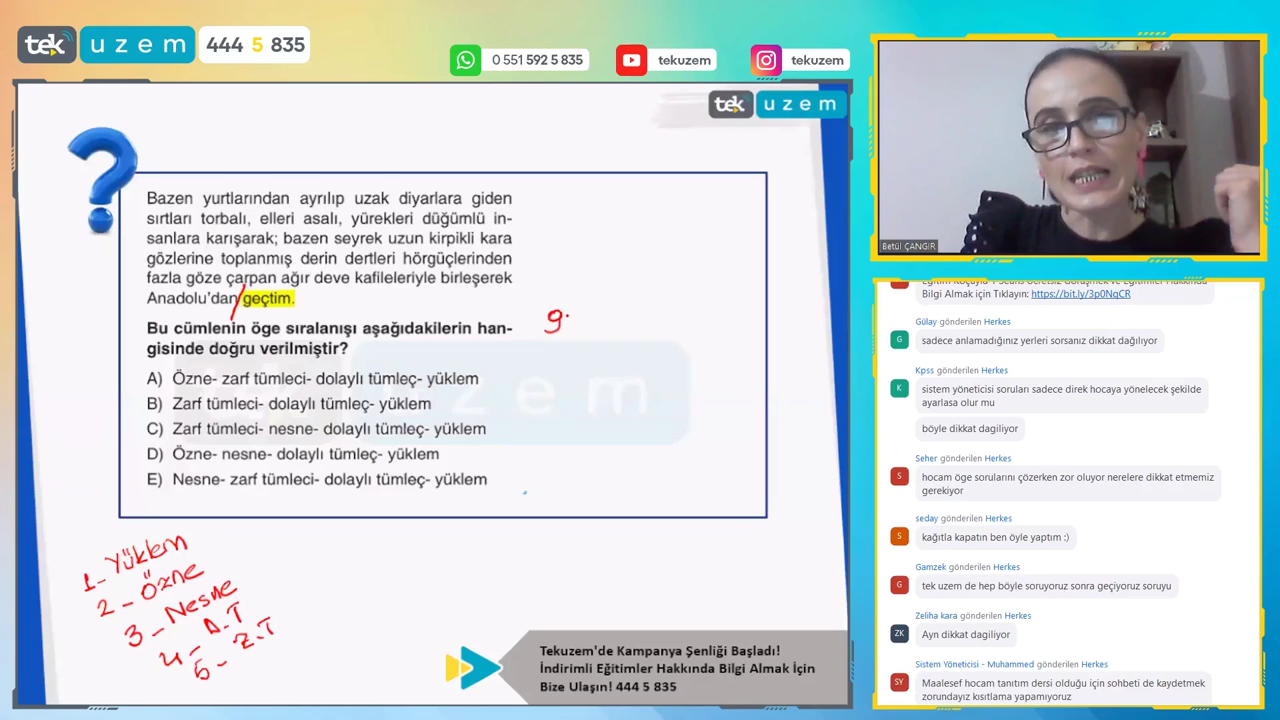 tek uzem 444 5 835
0 551 592 5 835
tekuzem
tekuzem
tek uzem
Bazen yurtlarından ayrılıp uzak diyarlara giden
sırtları torbalı, elleri asalı, yürekleri düğümlü in-
sanlara karışarak; bazen seyrek uzun kirpikli kara
gözlerine toplanmış derin dertleri hörgüçlerinden
fazla göze çarpan ağır deve kafileleriyle birleşerek
Anadolu'dan geçtim.
Bu cümlenin öge sıralanışı aşağıdakilerin han-
gisinde doğru verilmiştir?
A) Özne- zarf tümleci- dolaylı tümleç- yüklem
B) Zarf tümleci- dolaylı tümleç- yüklem
C) Zarf tümleci- nesne- dolaylı tümleç- yüklem
D) Özne- nesne- dolaylı tümleç- yüklem
E) Nesne- zarf tümleci- dolaylı tümleç- yüklem
1- Yüklem
2- Özne
3- Nesne
4- D.T
5- Z.T
Tekuzem'de Kampanya Şenliği Başladı!
İndirimli Eğitimler Hakkında Bilgi Almak İçin
Bize Ulaşın! 444 5 835
Betül ÇANGIR
Bilgi Almak için Tıklayın: https://bit.ly/3p0NqCR
Gülay gönderilen Herkes
G sadece anlamadığınız yerleri sorsanız dikkat dağılıyor
Kpss gönderilen Herkes
K sistem yöneticisi soruları sadece direk hocaya yönelecek şekilde
ayarlasa olur mu
böyle dikkat dagiliyor
Seher gönderilen Herkes
S hocam öge sorularını çözerken zor oluyor nerelere dikkat etmemiz
gerekiyor
seday gönderilen Herkes
S kağıtla kapatın ben öyle yaptım :)
Gamzek gönderilen Herkes
G tek uzem de hep böyle soruyoruz sonra geçiyoruz soruyu
Zeliha kara gönderilen Herkes
ZK Ayn dikkat dagiliyor
Sistem Yöneticisi - Muhammed gönderilen Herkes
SY Maalesef hocam tanıtım dersi olduğu için sohbeti de kaydetmek
zorundayız kısıtlama yapamıyoruz